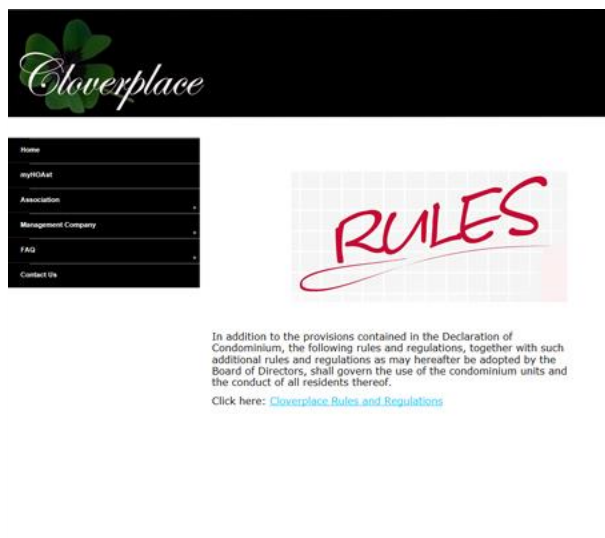 Cloverplace
Home
myHOAst
Association
Management Company
FAQ
Contact Us
RULES
In addition to the provisions contained in the Declaration of
Condominium, the following rules and regulations, together with such
additional rules and regulations as may hereafter be adopted by the
Board of Directors, shall govern the use of the condominium units and
the conduct of all residents thereof.
Click here: Cloverplace Rules and Regulations